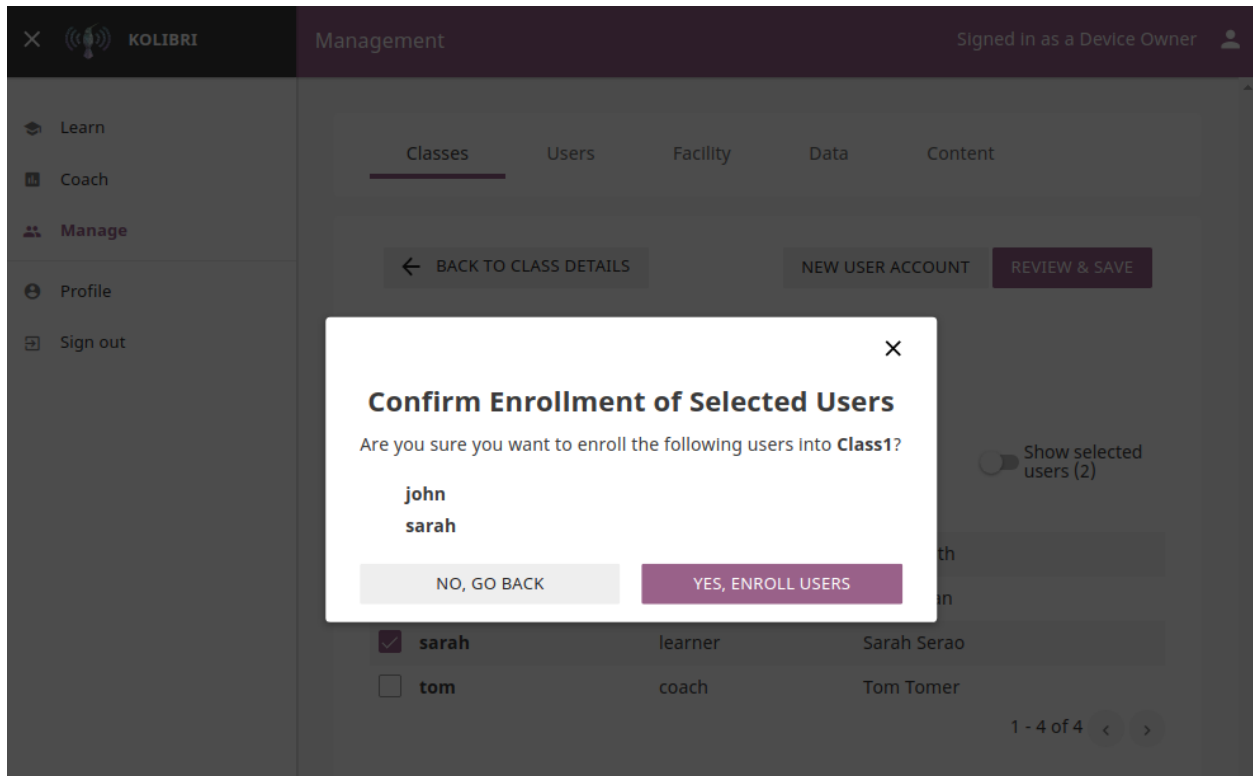 KOLIBRI
Management
Signed in as a Device Owner
Learn
Coach
Manage
Profile
Sign out
Classes Users Facility Data Content
BACK TO CLASS DETAILS
NEW USER ACCOUNT
REVIEW & SAVE
Confirm Enrollment of Selected Users
Are you sure you want to enroll the following users into Class1?
john
sarah
NO, GO BACK
YES, ENROLL USERS
Show selected
users (2)
th
an
sarah learner Sarah Serao
tom coach Tom Tomer
1 - 4 of 4